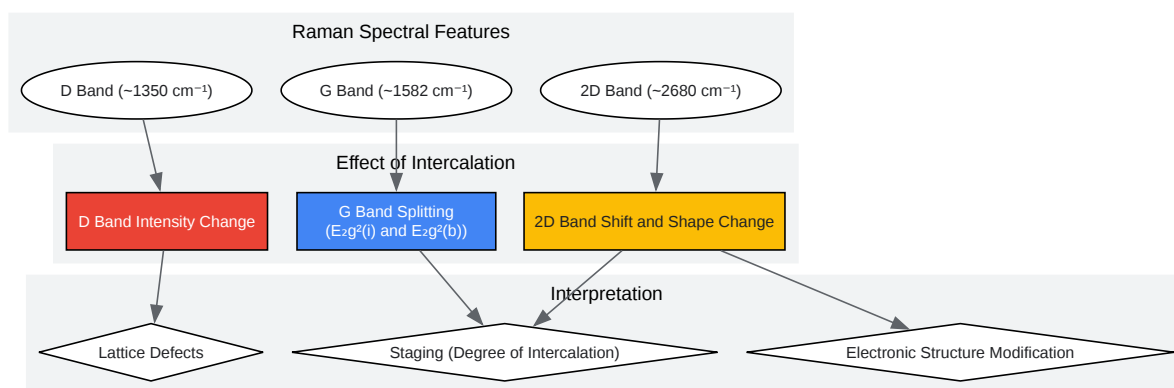 Raman Spectral Features
D Band (~1350 cm⁻¹)
G Band (~1582 cm⁻¹)
2D Band (~2680 cm⁻¹)
Effect of Intercalation
D Band Intensity Change
G Band Splitting
(E₂g²(i) and E₂g²(b))
2D Band Shift and Shape Change
Interpretation
Lattice Defects
Staging (Degree of Intercalation)
Electronic Structure Modification